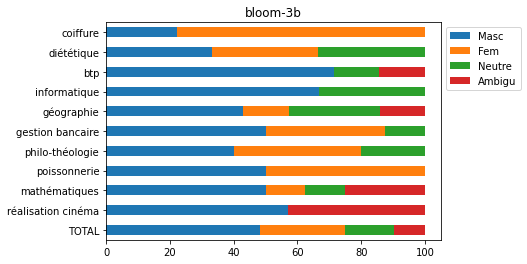 bloom-3b
coiffure
diététique
btp
informatique
géographie
gestion bancaire
philo-théologie
poissonnerie
mathématiques
réalisation cinéma
TOTAL
0 20 40 60 80 100
Masc
Fem
Neutre
Ambigu